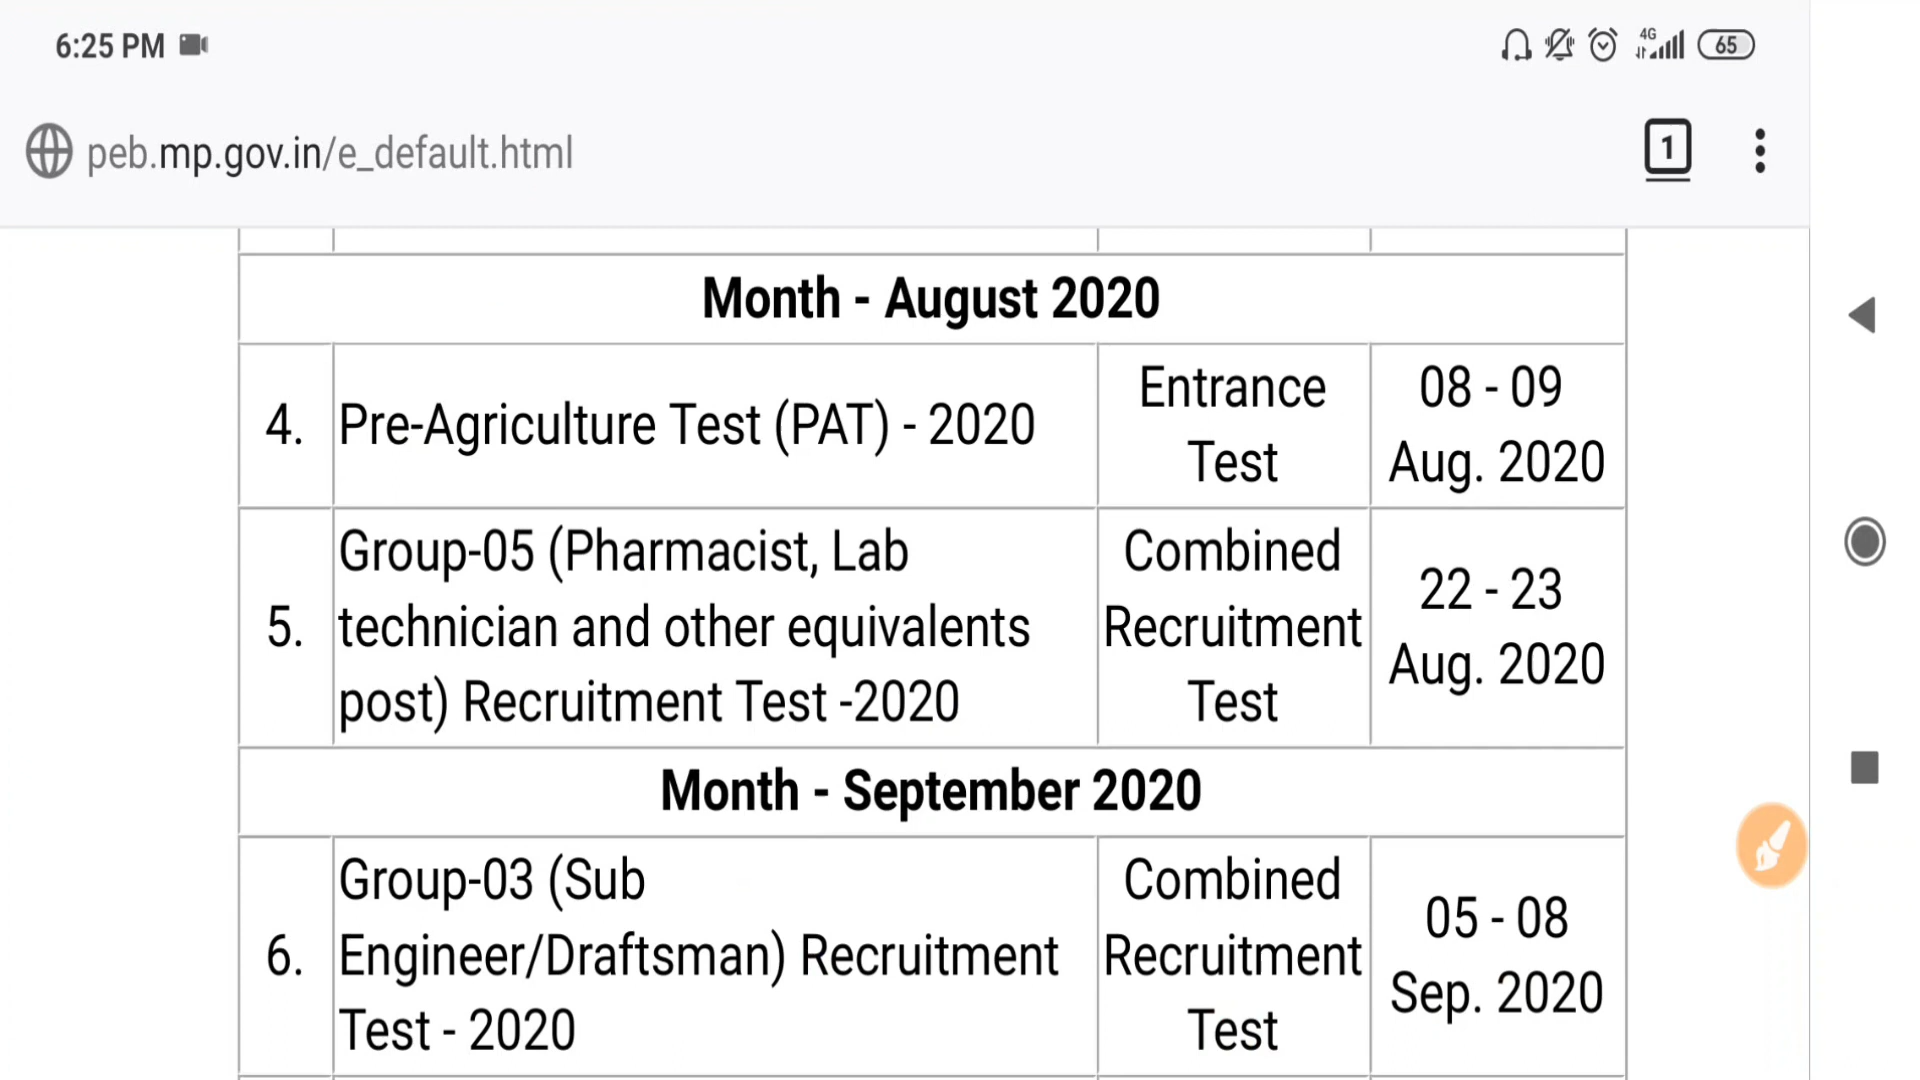 6:25 PM
4G
65
peb.mp.gov.in/e_default.html
1
Month - August 2020
4.
Pre-Agriculture Test (PAT) - 2020
Entrance
Test
08 - 09
Aug. 2020
5.
Group-05 (Pharmacist, Lab
technician and other equivalents
post) Recruitment Test -2020
Combined
Recruitment
Test
22 - 23
Aug. 2020
Month - September 2020
6.
Group-03 (Sub
Engineer/Draftsman) Recruitment
Test - 2020
Combined
Recruitment
Test
05 - 08
Sep. 2020